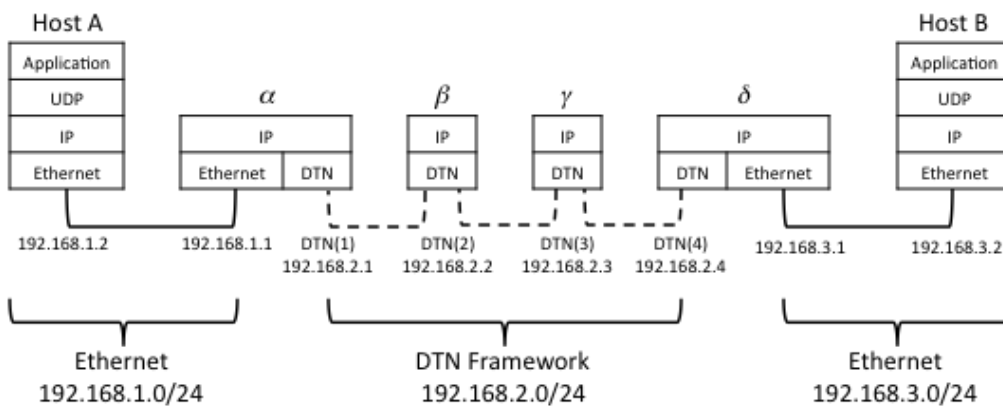 Host A
Host B
Application
Application
UDP
α
β
γ
δ
UDP
IP
IP
IP
IP
IP
IP
Ethernet
Ethernet
DTN
DTN
DTN
DTN
Ethernet
Ethernet
192.168.1.2
192.168.1.1
DTN(1)
192.168.2.1
DTN(2)
192.168.2.2
DTN(3)
192.168.2.3
DTN(4)
192.168.2.4
192.168.3.1
192.168.3.2
Ethernet
192.168.1.0/24
DTN Framework
192.168.2.0/24
Ethernet
192.168.3.0/24